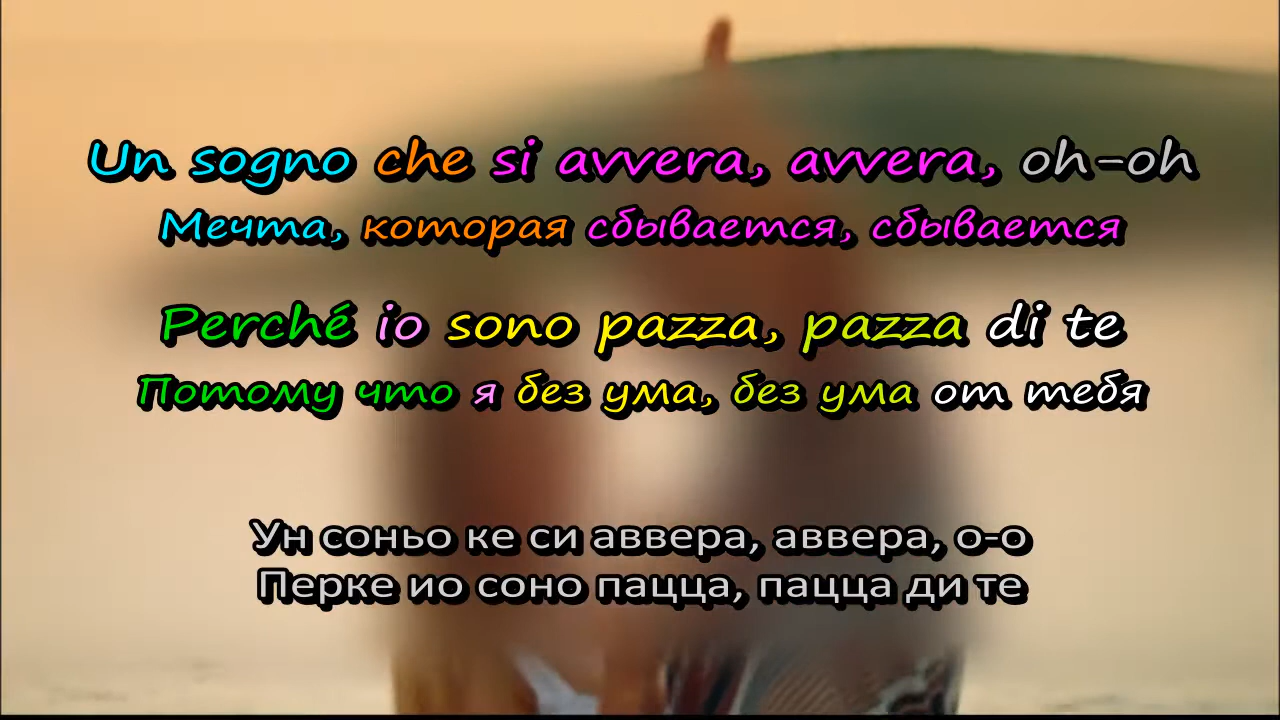 Un sogno che si avvera, avvera, oh-oh
Мечта, которая сбывается, сбывается
Perché io sono pazza, pazza di te
Потому что я без ума, без ума от тебя
Ун соньо ке си аввера, аввера, о-о
Перке ио соно пацца, пацца ди те